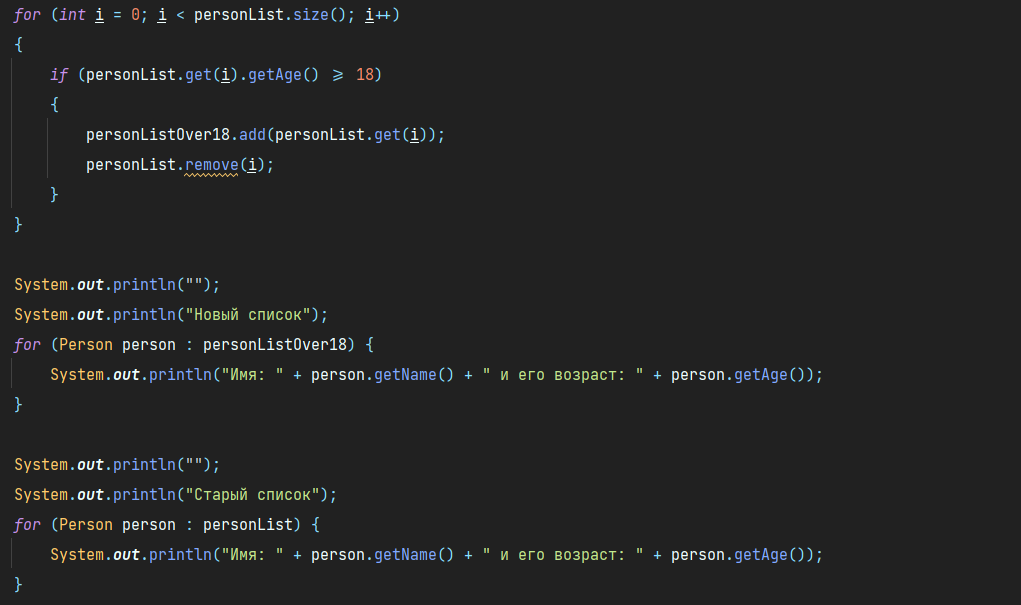 for (int i = 0; i < personList.size(); i++)
{
    if (personList.get(i).getAge() >= 18)
    {
        personListOver18.add(personList.get(i));
        personList.remove(i);
    }
}
System.out.println("");
System.out.println("Новый список");
for (Person person : personListOver18) {
    System.out.println("Имя: " + person.getName() + " и его возраст: " + person.getAge());
}
System.out.println("");
System.out.println("Старый список");
for (Person person : personList) {
    System.out.println("Имя: " + person.getName() + " и его возраст: " + person.getAge());
}